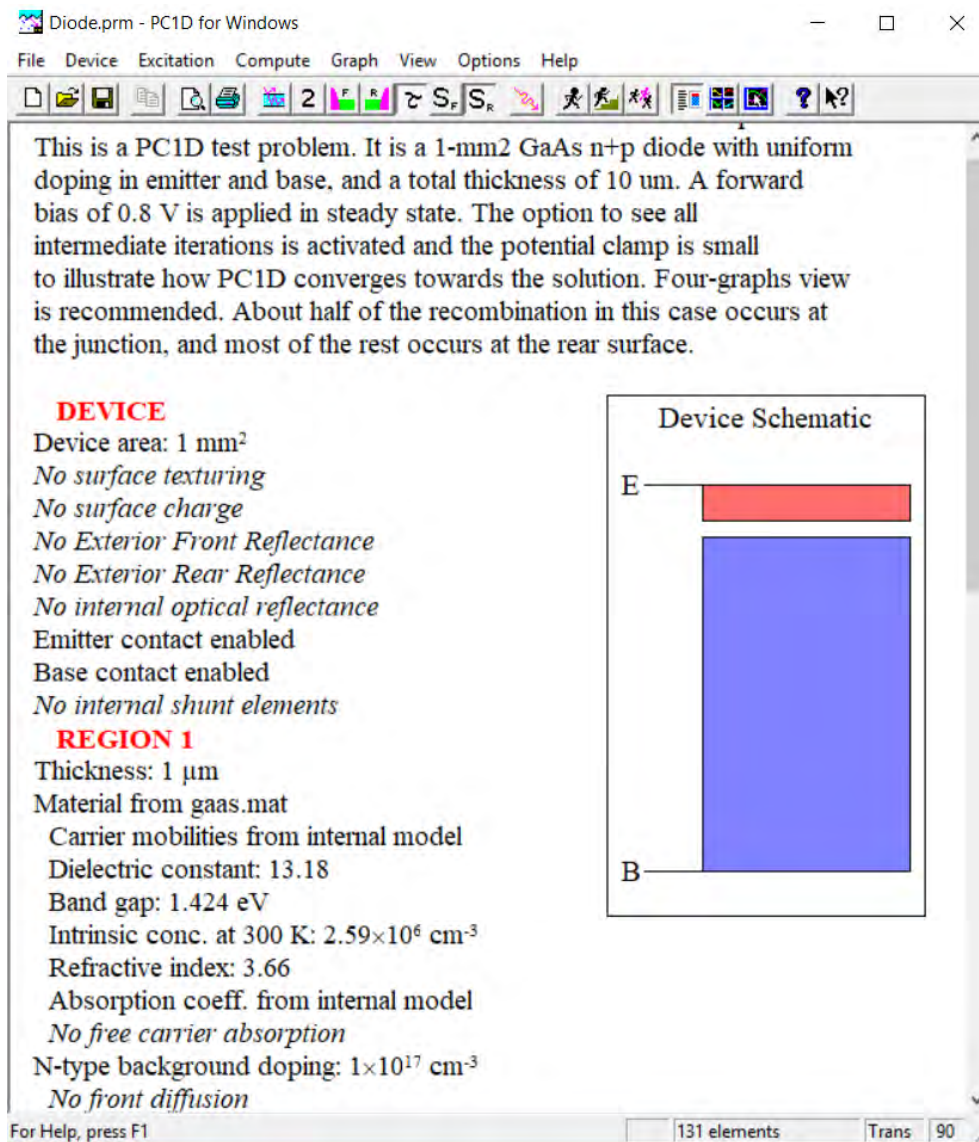 Diode.prm - PC1D for Windows
File Device Excitation Compute Graph View Options Help
2 F R S_F S_R ? ?
This is a PC1D test problem. It is a 1-mm2 GaAs n+p diode with uniform
doping in emitter and base, and a total thickness of 10 um. A forward
bias of 0.8 V is applied in steady state. The option to see all
intermediate iterations is activated and the potential clamp is small
to illustrate how PC1D converges towards the solution. Four-graphs view
is recommended. About half of the recombination in this case occurs at
the junction, and most of the rest occurs at the rear surface.
DEVICE
Device area: 1 mm²
No surface texturing
No surface charge
No Exterior Front Reflectance
No Exterior Rear Reflectance
No internal optical reflectance
Emitter contact enabled
Base contact enabled
No internal shunt elements
REGION 1
Thickness: 1 µm
Material from gaas.mat
Carrier mobilities from internal model
Dielectric constant: 13.18
Band gap: 1.424 eV
Intrinsic conc. at 300 K: 2.59×10⁶ cm⁻³
Refractive index: 3.66
Absorption coeff. from internal model
No free carrier absorption
N-type background doping: 1×10¹⁷ cm⁻³
No front diffusion
Device Schematic
E
B
For Help, press F1
131 elements
Trans
90